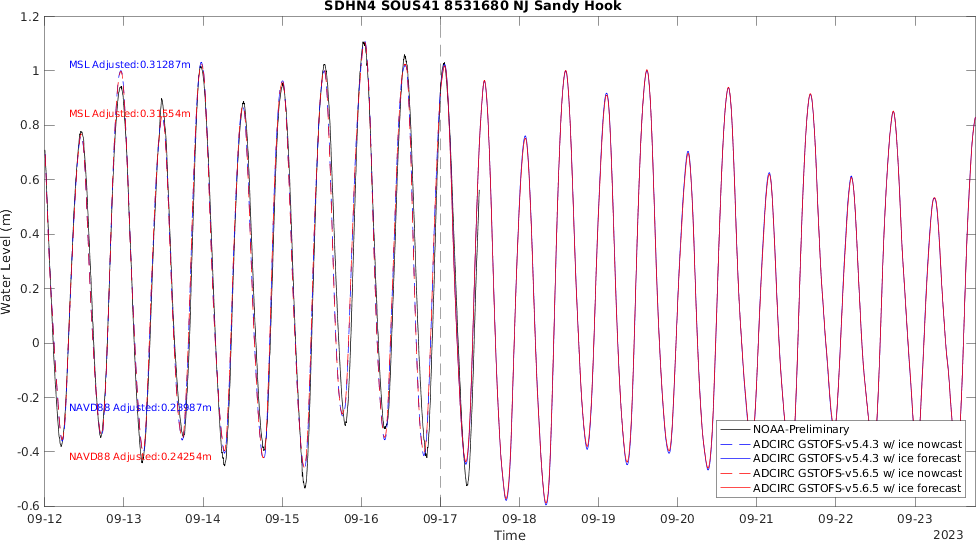 SDHN4 SOUS41 8531680 NJ Sandy Hook
1.2
1
0.8
0.6
0.4
0.2
0
-0.2
-0.4
-0.6
Water Level (m)
MSL Adjusted:0.31287m
MSL Adjusted:0.31654m
NAVD88 Adjusted:0.23987m
NAVD88 Adjusted:0.24254m
NOAA-Preliminary
ADCIRC GSTOFS-v5.4.3 w/ ice nowcast
ADCIRC GSTOFS-v5.4.3 w/ ice forecast
ADCIRC GSTOFS-v5.6.5 w/ ice nowcast
ADCIRC GSTOFS-v5.6.5 w/ ice forecast
09-12 09-13 09-14 09-15 09-16 09-17 09-18 09-19 09-20 09-21 09-22 09-23
Time
2023